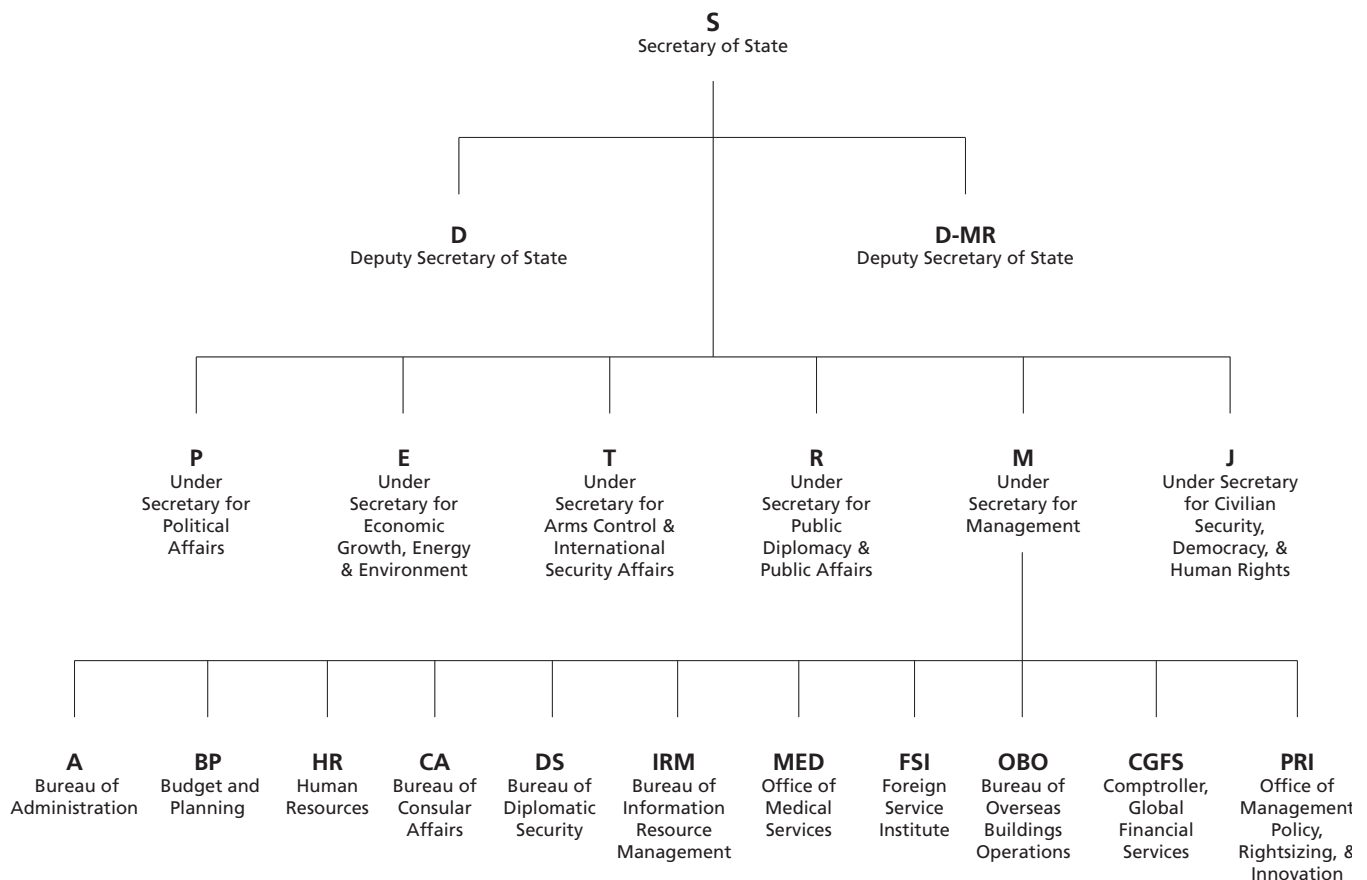 S
Secretary of State
D
Deputy Secretary of State
D-MR
Deputy Secretary of State
P
Under
Secretary for
Political
Affairs
E
Under
Secretary for
Economic
Growth, Energy
& Environment
T
Under
Secretary for
Arms Control &
International
Security Affairs
R
Under
Secretary for
Public
Diplomacy &
Public Affairs
M
Under
Secretary for
Management
J
Under Secretary
for Civilian
Security,
Democracy, &
Human Rights
A
Bureau of
Administration
BP
Budget and
Planning
HR
Human
Resources
CA
Bureau of
Consular
Affairs
DS
Bureau of
Diplomatic
Security
IRM
Bureau of
Information
Resource
Management
MED
Office of
Medical
Services
FSI
Foreign
Service
Institute
OBO
Bureau of
Overseas
Buildings
Operations
CGFS
Comptroller,
Global
Financial
Services
PRI
Office of
Management
Policy,
Rightsizing, &
Innovation